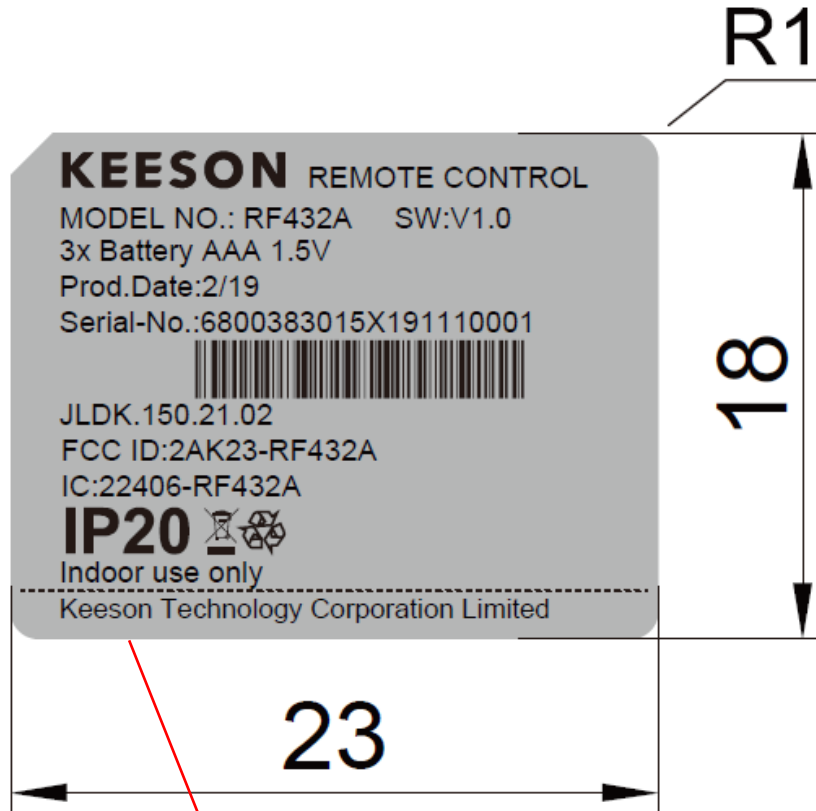 R1
KEESON REMOTE CONTROL
MODEL NO.: RF432A SW:V1.0
3x Battery AAA 1.5V
Prod.Date:2/19
Serial-No.:6800383015X191110001
18
JLDK.150.21.02
FCC ID:2AK23-RF432A
IC:22406-RF432A
IP20
Indoor use only
Keeson Technology Corporation Limited
23